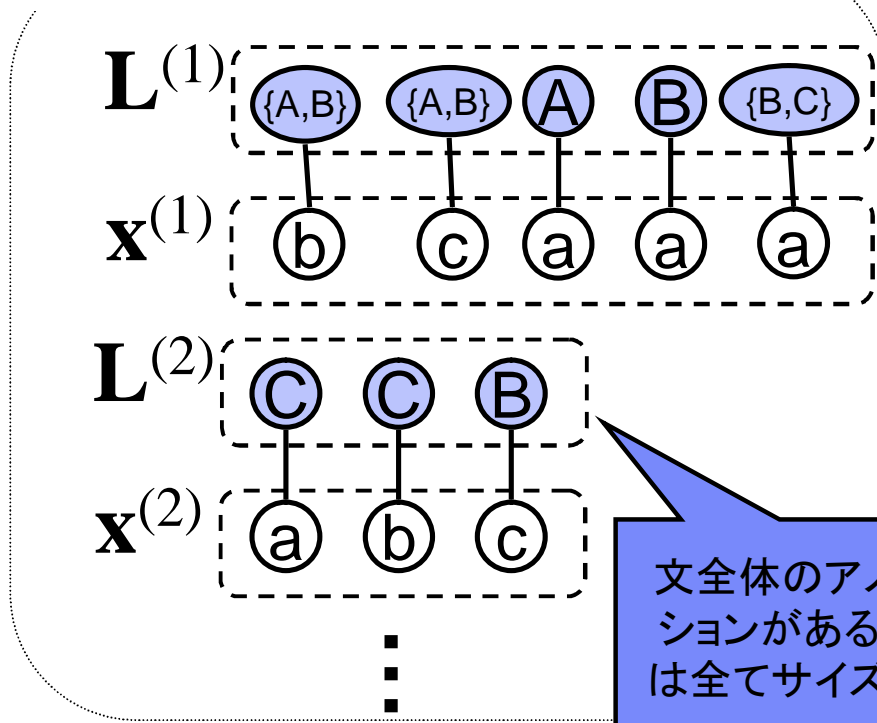 L(1) {A,B} {A,B} A B {B,C}
x(1) b c a a a
L(2) C C B
x(2) a b c
文全体のアノ
ションがある
は全てサイズ